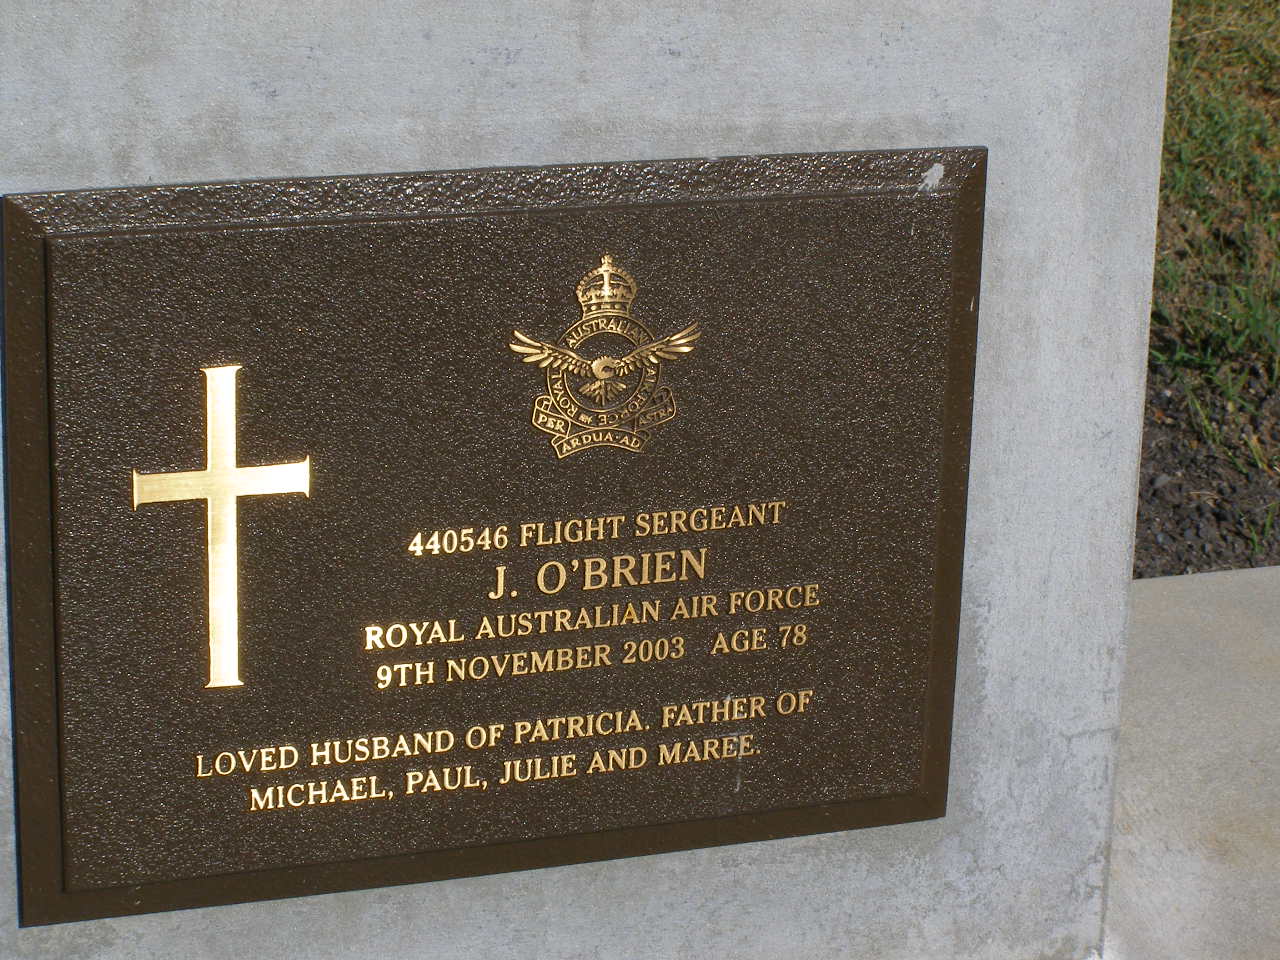 ROYAL AUSTRALIAN AIR FORCE
PER ARDUA · AD ASTRA
440546 FLIGHT SERGEANT
J. O'BRIEN
ROYAL AUSTRALIAN AIR FORCE
9TH NOVEMBER 2003 AGE 78
LOVED HUSBAND OF PATRICIA. FATHER OF
MICHAEL, PAUL, JULIE AND MAREE.